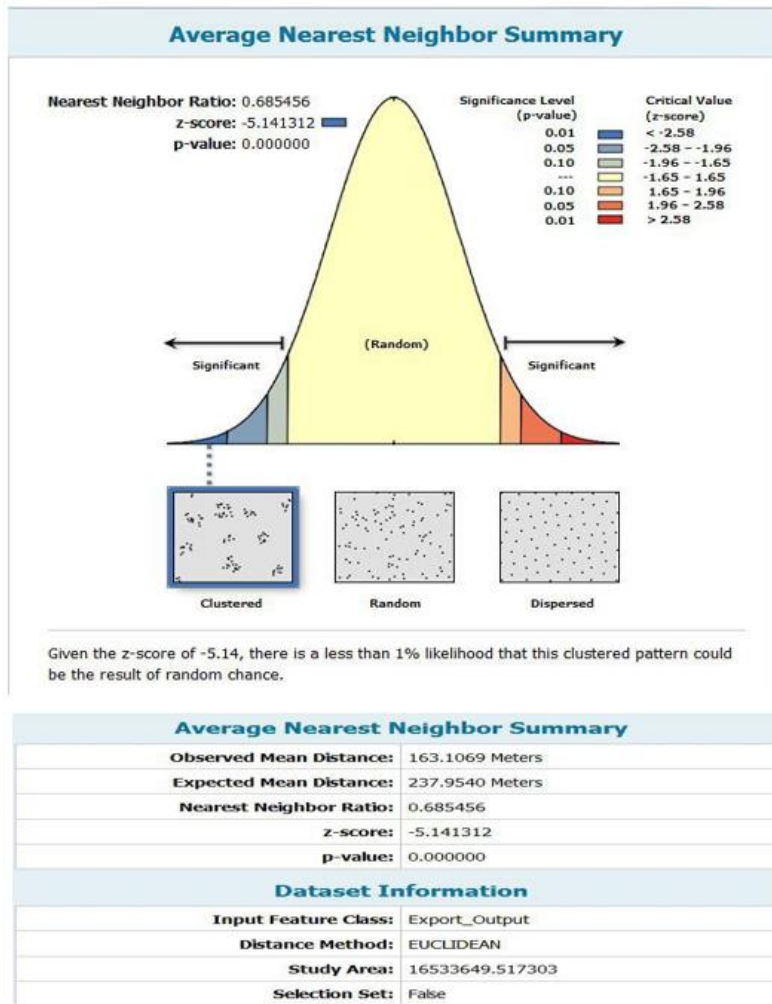 Average Nearest Neighbor Summary
Nearest Neighbor Ratio: 0.685456
z-score: -5.141312
p-value: 0.000000
Significance Level Critical Value
(p-value) (z-score)
0.01 < -2.58
0.05 -2.58 - -1.96
0.10 -1.96 - -1.65
--- -1.65 - 1.65
0.10 1.65 - 1.96
0.05 1.96 - 2.58
0.01 > 2.58
Significant (Random) Significant
Clustered Random Dispersed
Given the z-score of -5.14, there is a less than 1% likelihood that this clustered pattern could
be the result of random chance.
Average Nearest Neighbor Summary
Observed Mean Distance: 163.1069 Meters
Expected Mean Distance: 237.9540 Meters
Nearest Neighbor Ratio: 0.685456
z-score: -5.141312
p-value: 0.000000
Dataset Information
Input Feature Class: Export_Output
Distance Method: EUCLIDEAN
Study Area: 16533649.517303
Selection Set: False